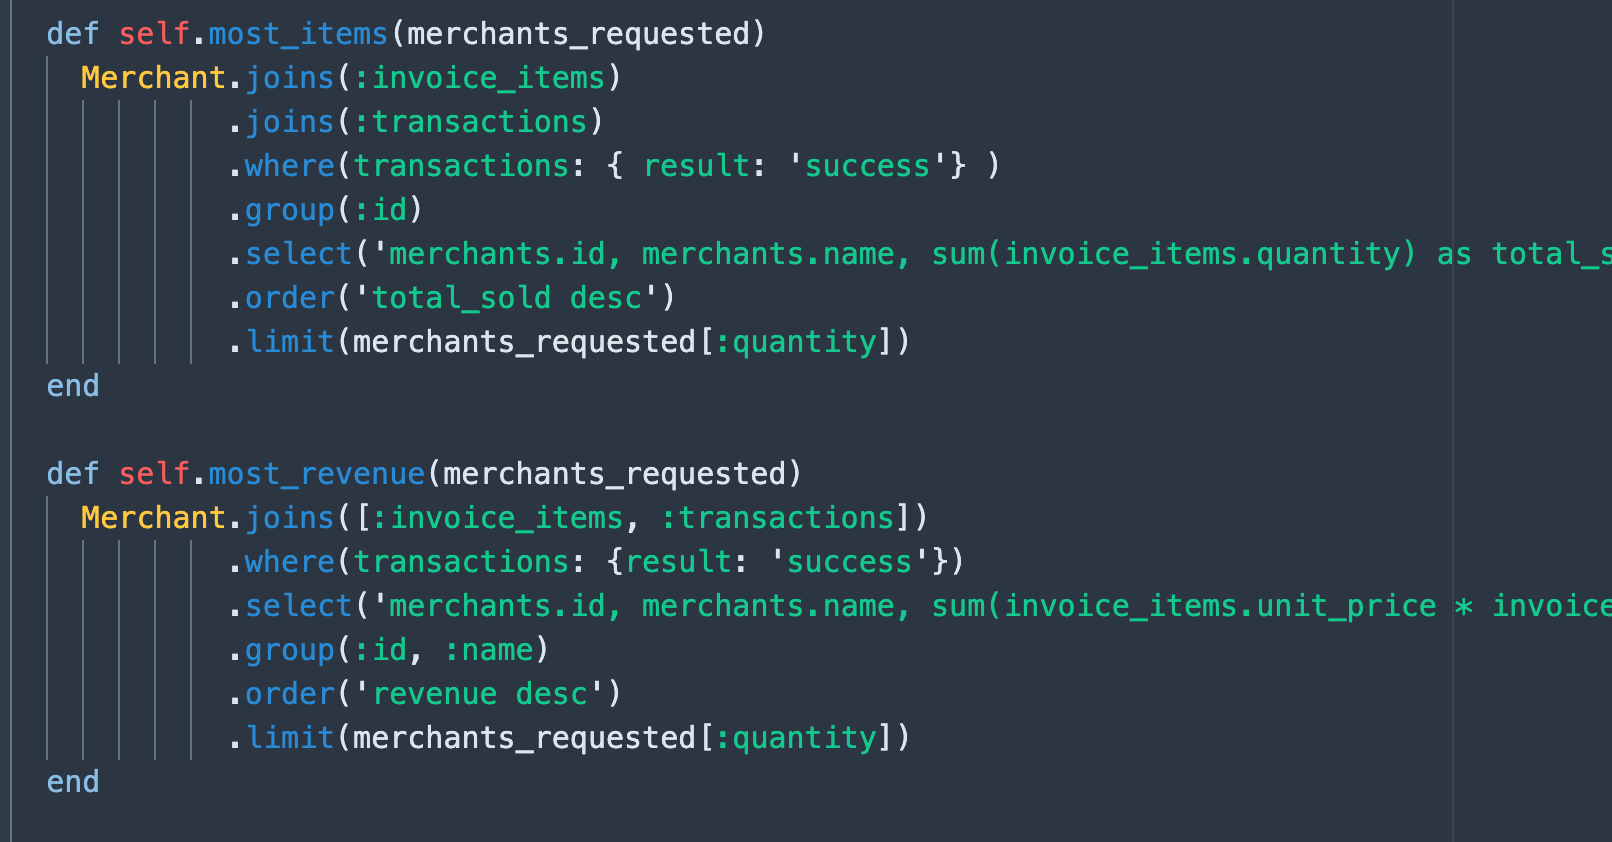 def self.most_items(merchants_requested)
  Merchant.joins(:invoice_items)
          .joins(:transactions)
          .where(transactions: { result: 'success'} )
          .group(:id)
          .select('merchants.id, merchants.name, sum(invoice_items.quantity) as total_s
          .order('total_sold desc')
          .limit(merchants_requested[:quantity])
end

def self.most_revenue(merchants_requested)
  Merchant.joins([:invoice_items, :transactions])
          .where(transactions: {result: 'success'})
          .select('merchants.id, merchants.name, sum(invoice_items.unit_price * invoice
          .group(:id, :name)
          .order('revenue desc')
          .limit(merchants_requested[:quantity])
end